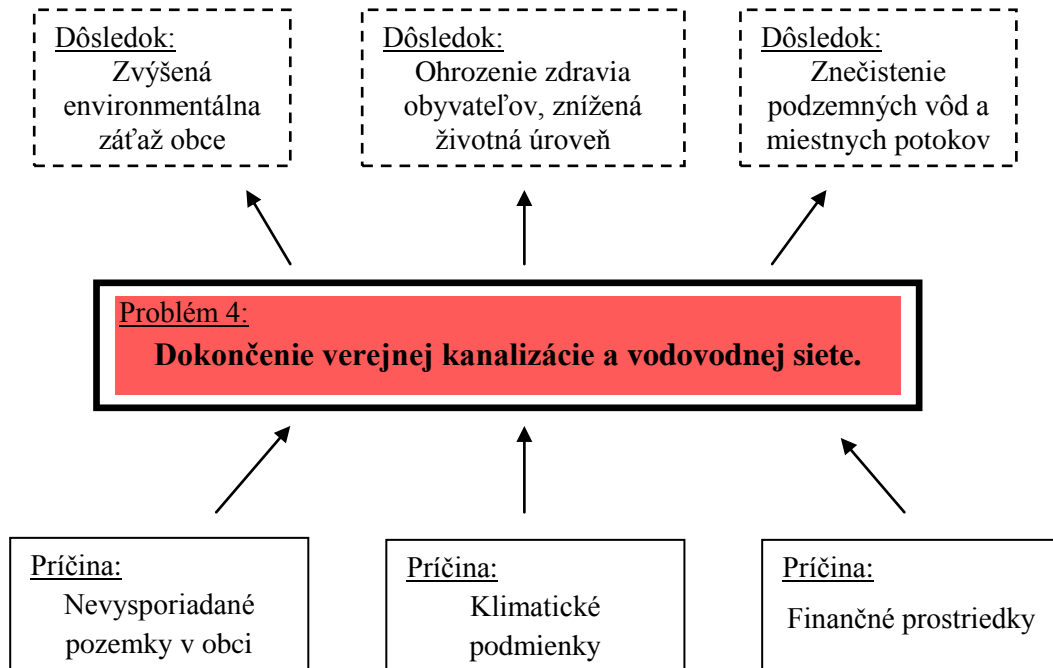 Dôsledok:
Zvýšená
environmentálna
záťaž obce
Dôsledok:
Ohrozenie zdravia
obyvateľov, znížená
životná úroveň
Dôsledok:
Znečistenie
podzemných vôd a
miestnych potokov
Problém 4:
Dokončenie verejnej kanalizácie a vodovodnej siete.
Príčina:
Nevysporiadané
pozemky v obci
Príčina:
Klimatické
podmienky
Príčina:
Finančné prostriedky